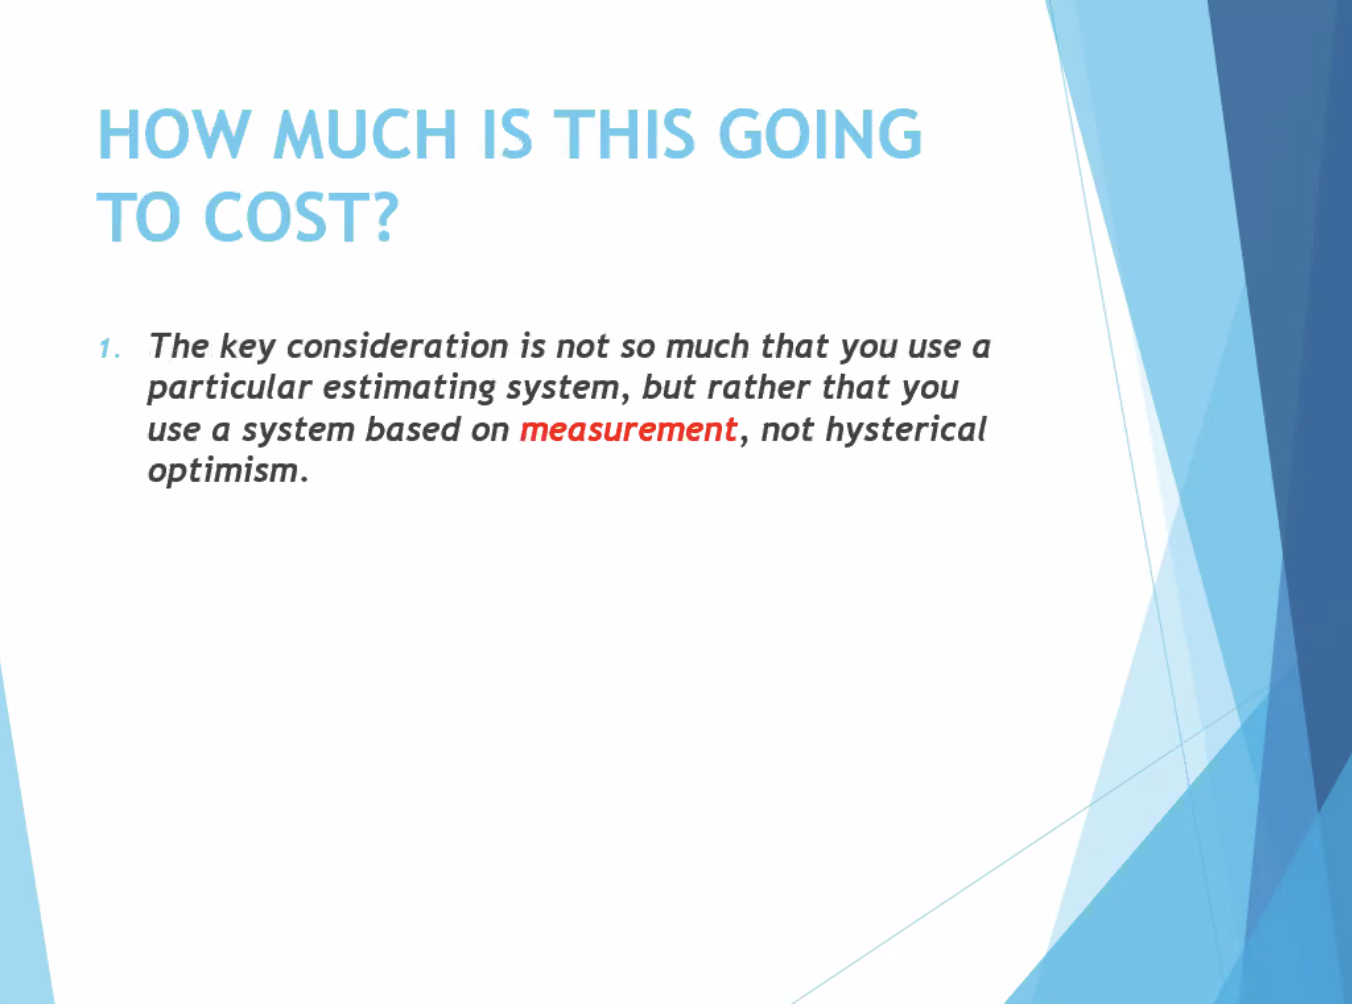 HOW MUCH IS THIS GOING
TO COST?
1. The key consideration is not so much that you use a
particular estimating system, but rather that you
use a system based on measurement, not hysterical
optimism.